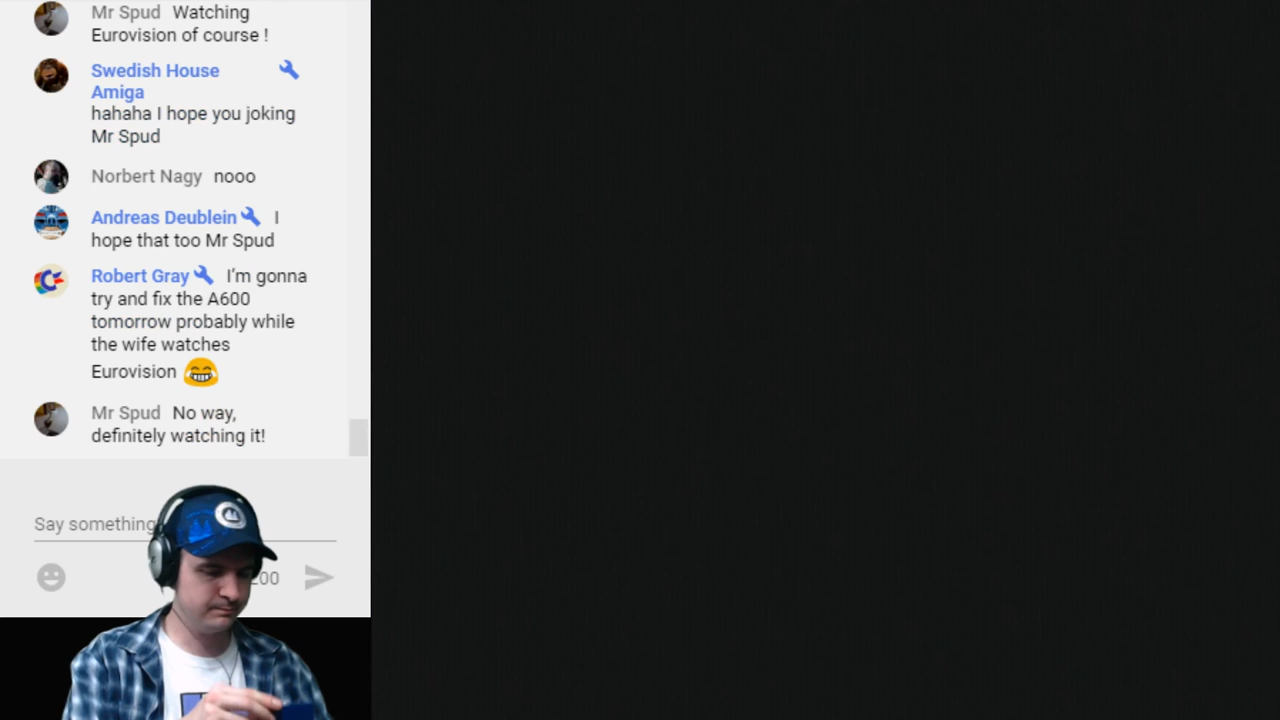 Mr Spud Watching
Eurovision of course !
Swedish House
Amiga
hahaha I hope you joking
Mr Spud
Norbert Nagy nooo
Andreas Deublein I
hope that too Mr Spud
Robert Gray I'm gonna
try and fix the A600
tomorrow probably while
the wife watches
Eurovision
Mr Spud No way,
definitely watching it!
Say something